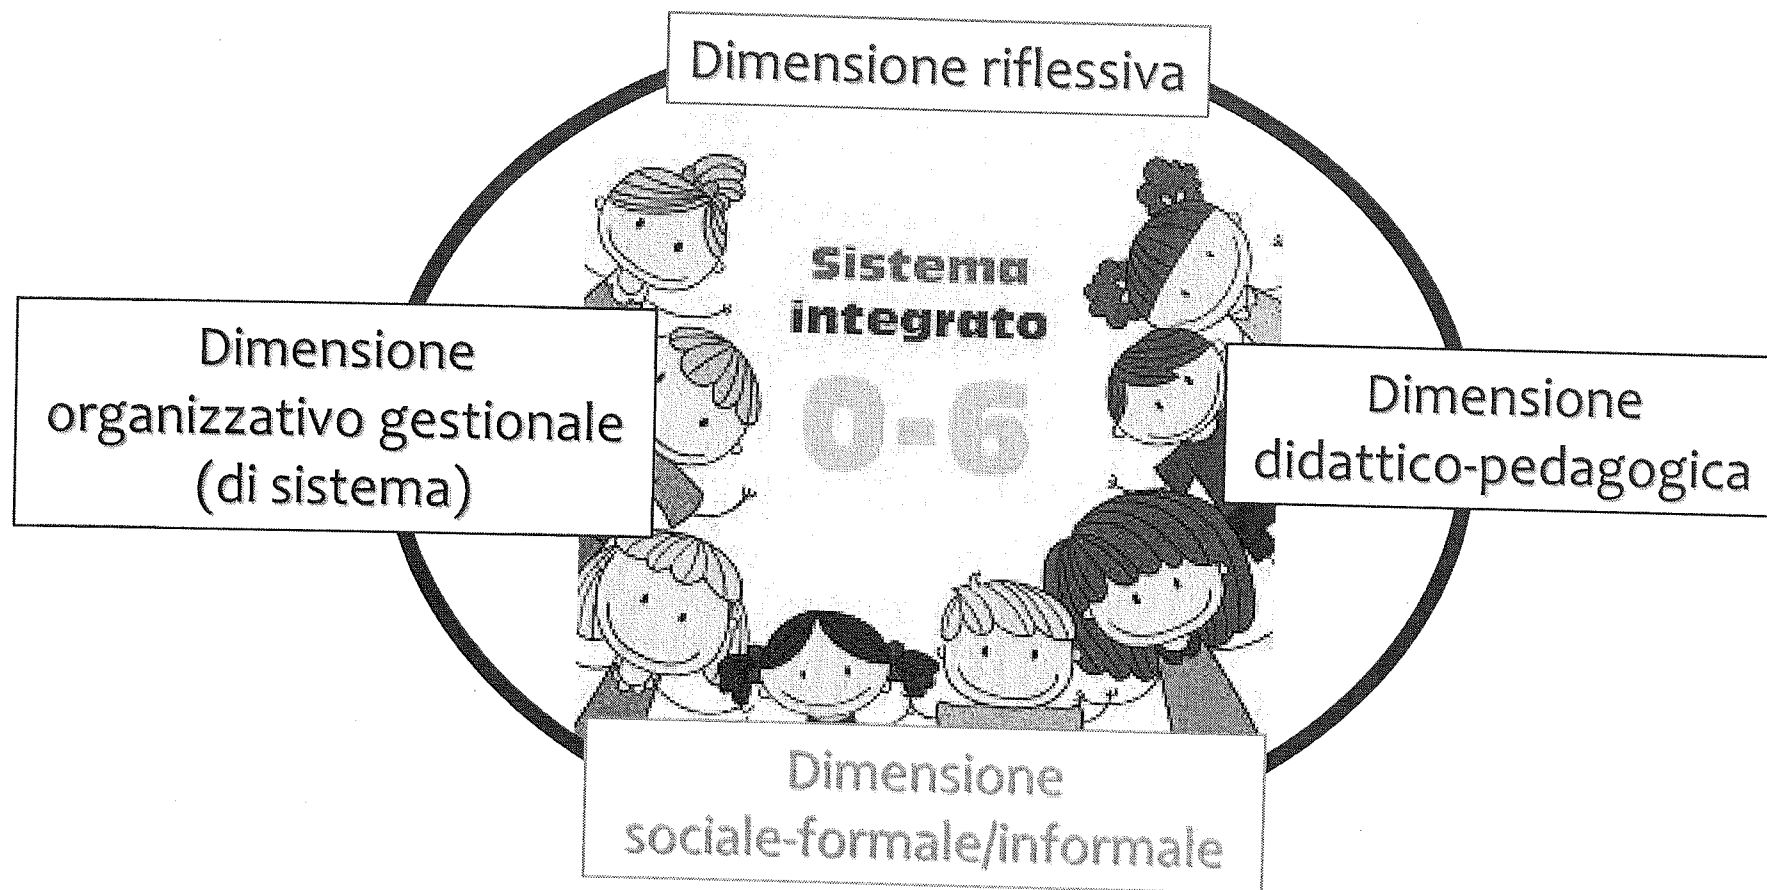 Dimensione riflessiva
Sistema
integrato
0-6
Dimensione
organizzativo gestionale
(di sistema)
Dimensione
didattico-pedagogica
Dimensione
sociale-formale/informale